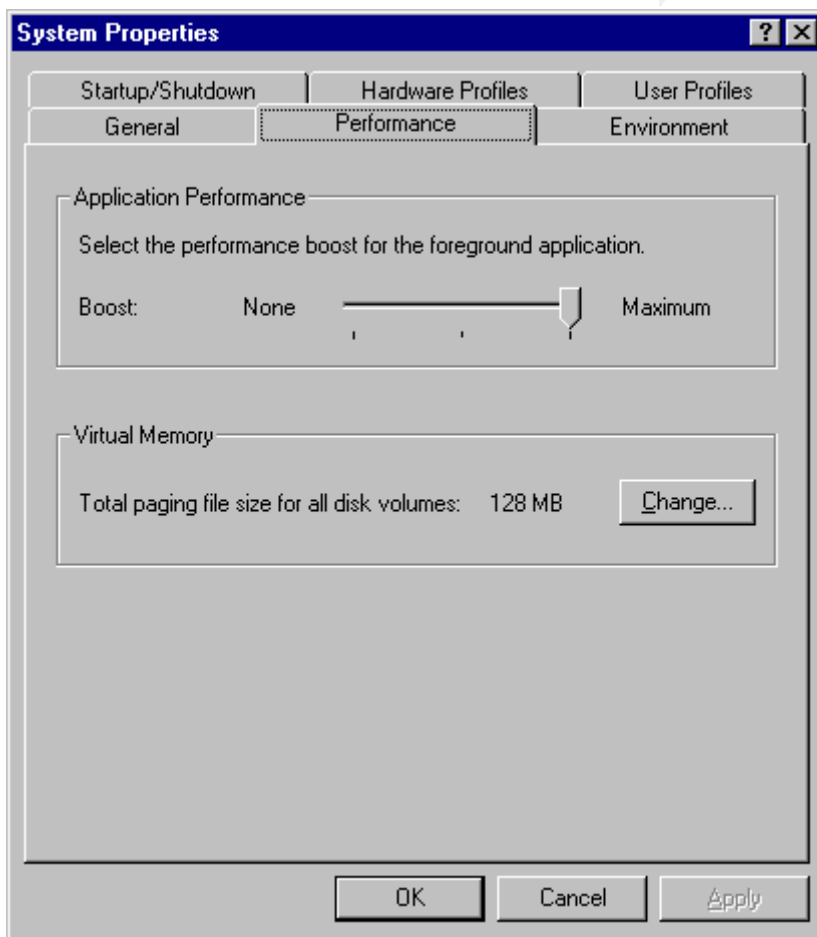 System Properties
Startup/Shutdown Hardware Profiles User Profiles
General Performance Environment
Application Performance
Select the performance boost for the foreground application.
Boost: None Maximum
Virtual Memory
Total paging file size for all disk volumes: 128 MB Change...
OK Cancel Apply